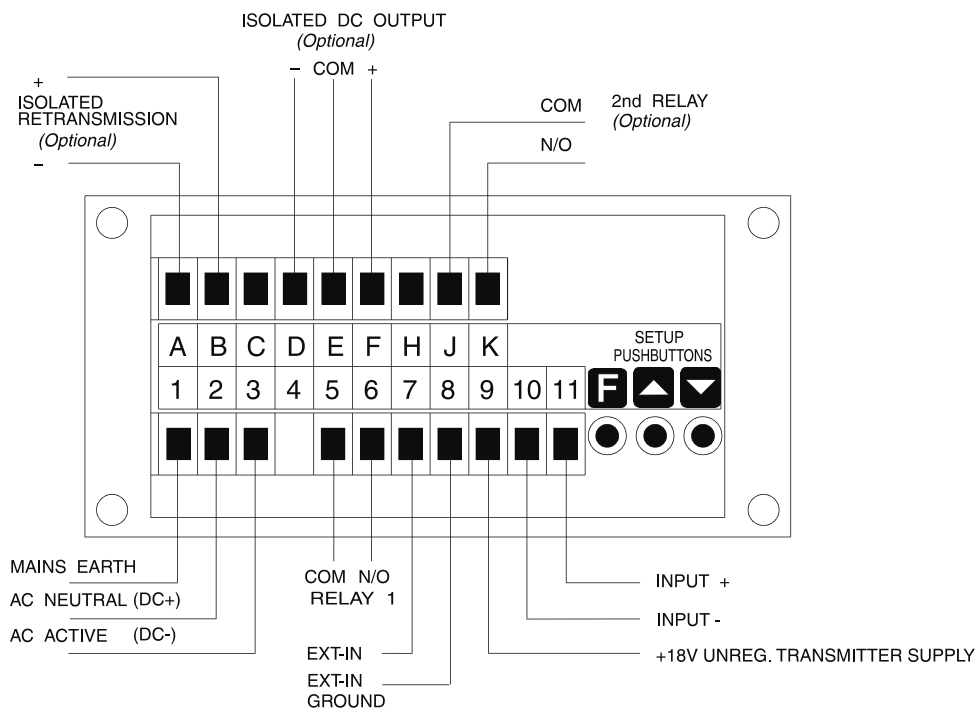 ISOLATED DC OUTPUT
(Optional)
– COM +
+
ISOLATED
RETRANSMISSION
(Optional)
–
COM
2nd RELAY
(Optional)
N/O
A B C D E F H J K
SETUP
PUSHBUTTONS
1 2 3 4 5 6 7 8 9 10 11 F
MAINS EARTH
AC NEUTRAL (DC+)
AC ACTIVE (DC-)
COM N/O
RELAY 1
EXT-IN
EXT-IN
GROUND
INPUT +
INPUT -
+18V UNREG. TRANSMITTER SUPPLY